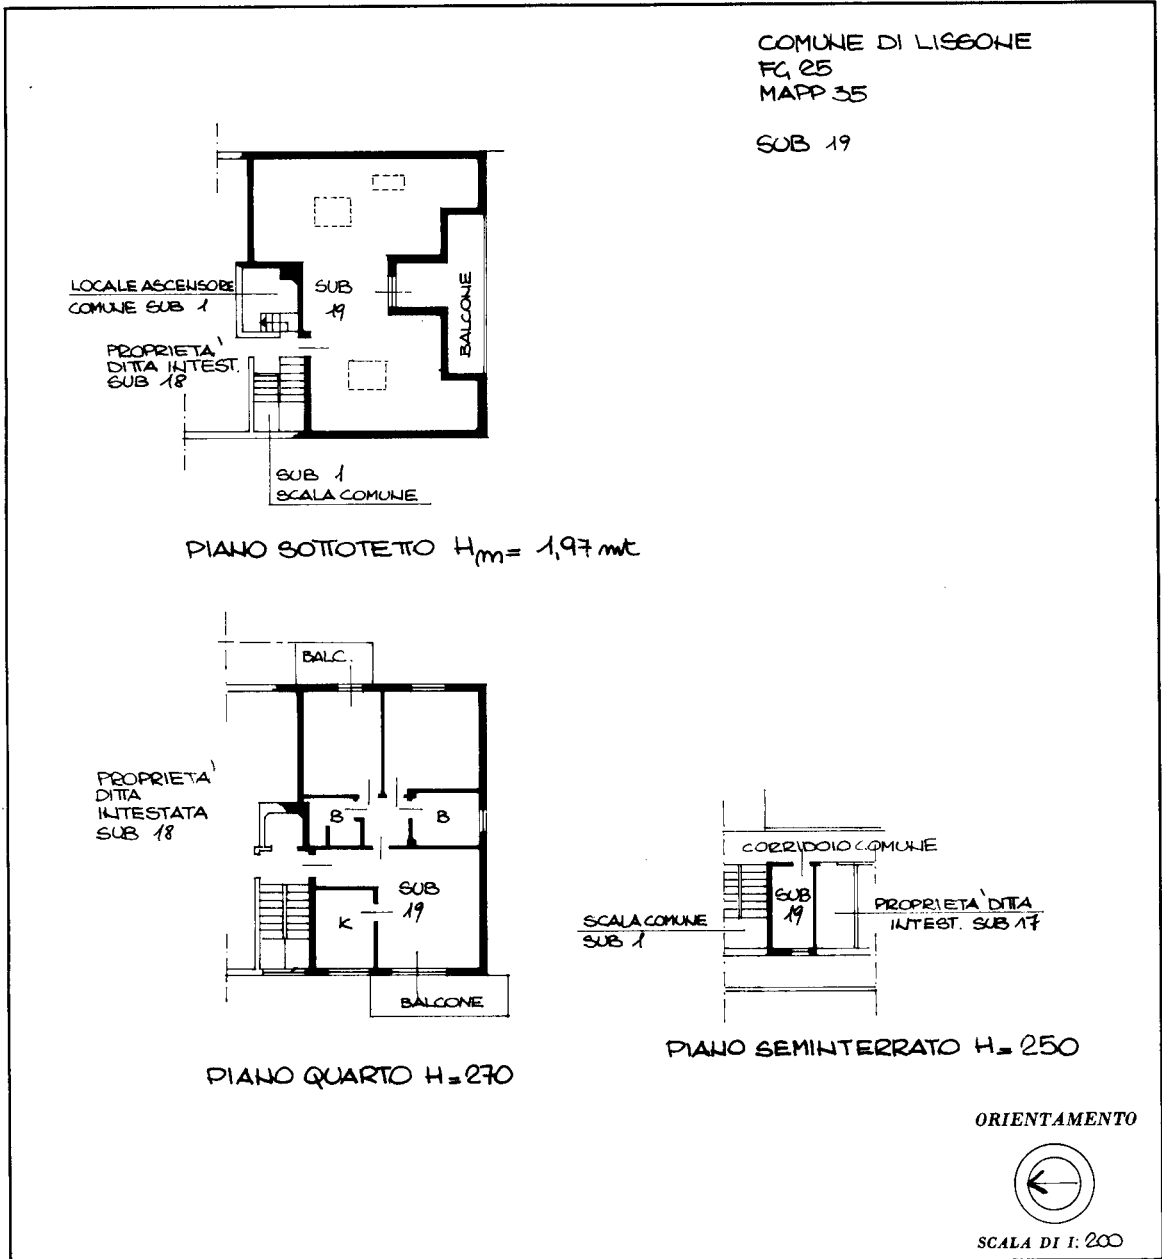 COMUNE DI LISSONE
FG 25
MAPP 35
SUB 19
LOCALE ASCENSORE
COMUNE SUB 1
SUB
19
BALCONE
PROPRIETA'
DITTA INTEST.
SUB 18
SUB 1
SCALA COMUNE
PIANO SOTTOTETTO Hm= 1,97 mt
BALC.
PROPRIETA'
DITTA
INTESTATA
SUB 18
B
B
SUB
19
K
BALCONE
PIANO QUARTO H=270
CORRIDOIO COMUNE
SUB
19
SCALA COMUNE
SUB 1
PROPRIETA' DITTA
INTEST. SUB 17
PIANO SEMINTERRATO H=250
ORIENTAMENTO
SCALA DI 1: 200